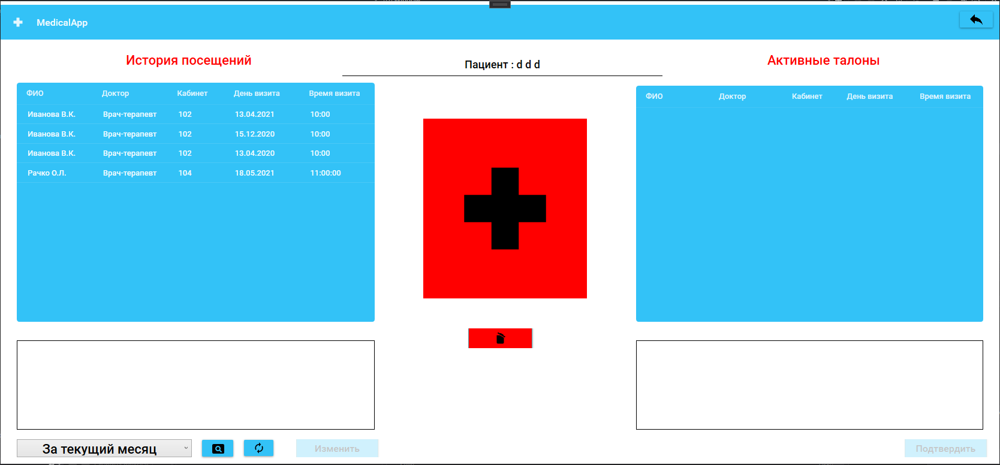 MedicalApp
История посещений
Пациент : d d d
Активные талоны
ФИО Доктор Кабинет День визита Время визита
Иванова В.К. Врач-терапевт 102 13.04.2021 10:00
Иванова В.К. Врач-терапевт 102 15.12.2020 10:00
Иванова В.К. Врач-терапевт 102 13.04.2020 10:00
Рачко О.Л. Врач-терапевт 104 18.05.2021 11:00:00
ФИО Доктор Кабинет День визита Время визита
За текущий месяц
Изменить
Подтвердить